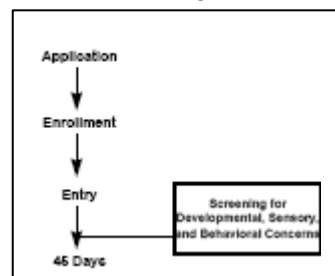 Application
Enrollment
Entry
Screening for
Developmental, Sensory,
and Behavioral Concerns
45 Days